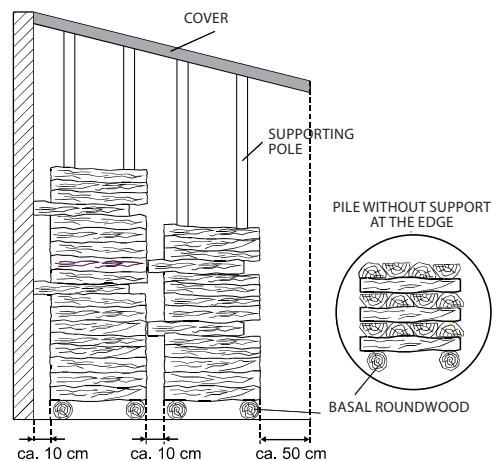 COVER
SUPPORTING
POLE
PILE WITHOUT SUPPORT
AT THE EDGE
BASAL ROUNDWOOD
ca. 10 cm
ca. 10 cm
ca. 50 cm